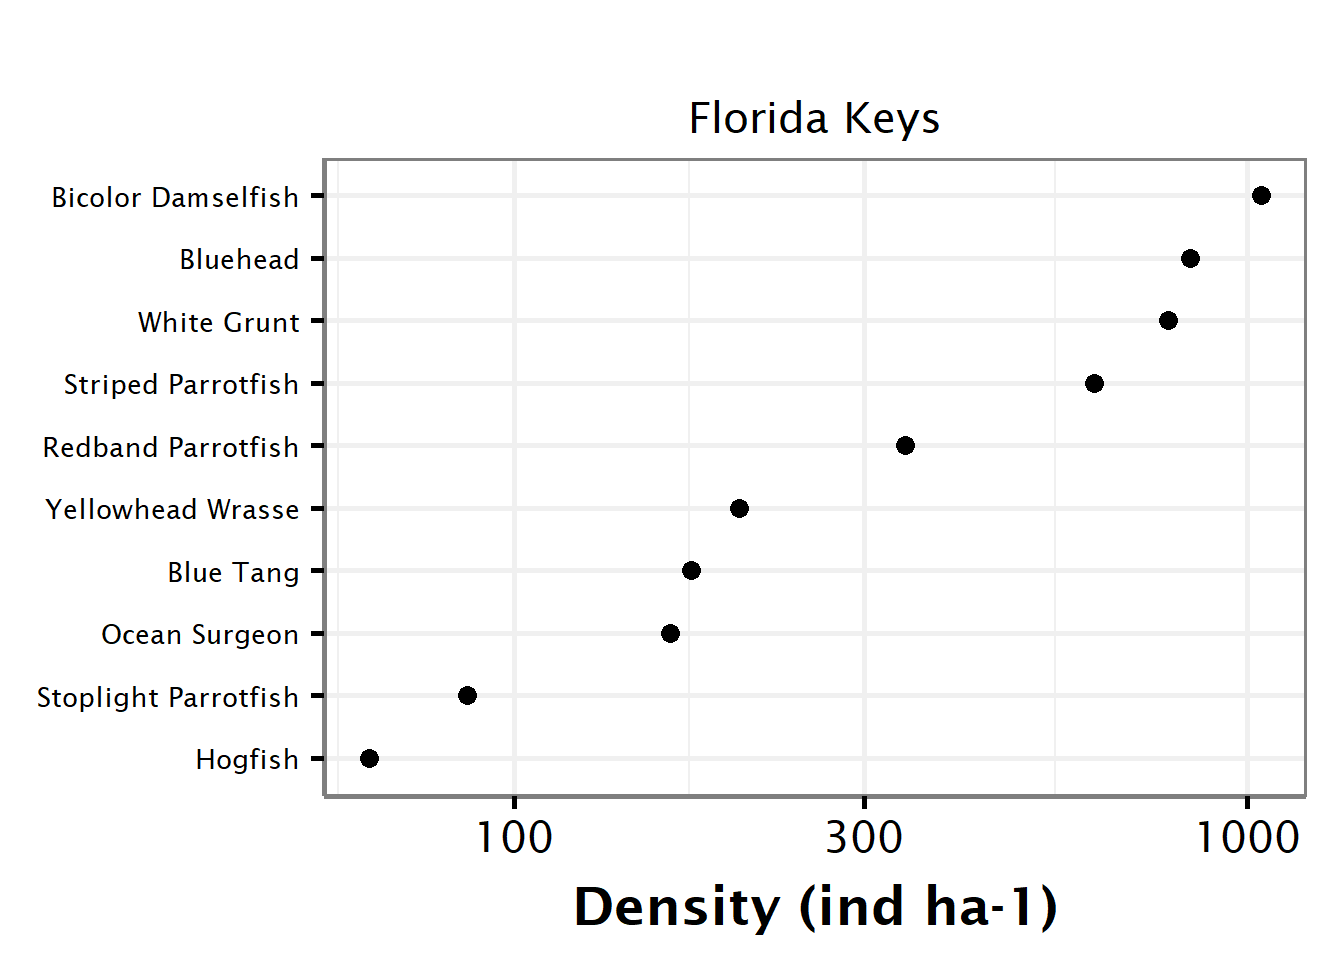 Florida Keys
Bicolor Damselfish
Bluehead
White Grunt
Striped Parrotfish
Redband Parrotfish
Yellowhead Wrasse
Blue Tang
Ocean Surgeon
Stoplight Parrotfish
Hogfish
100 300 1000
Density (ind ha-1)